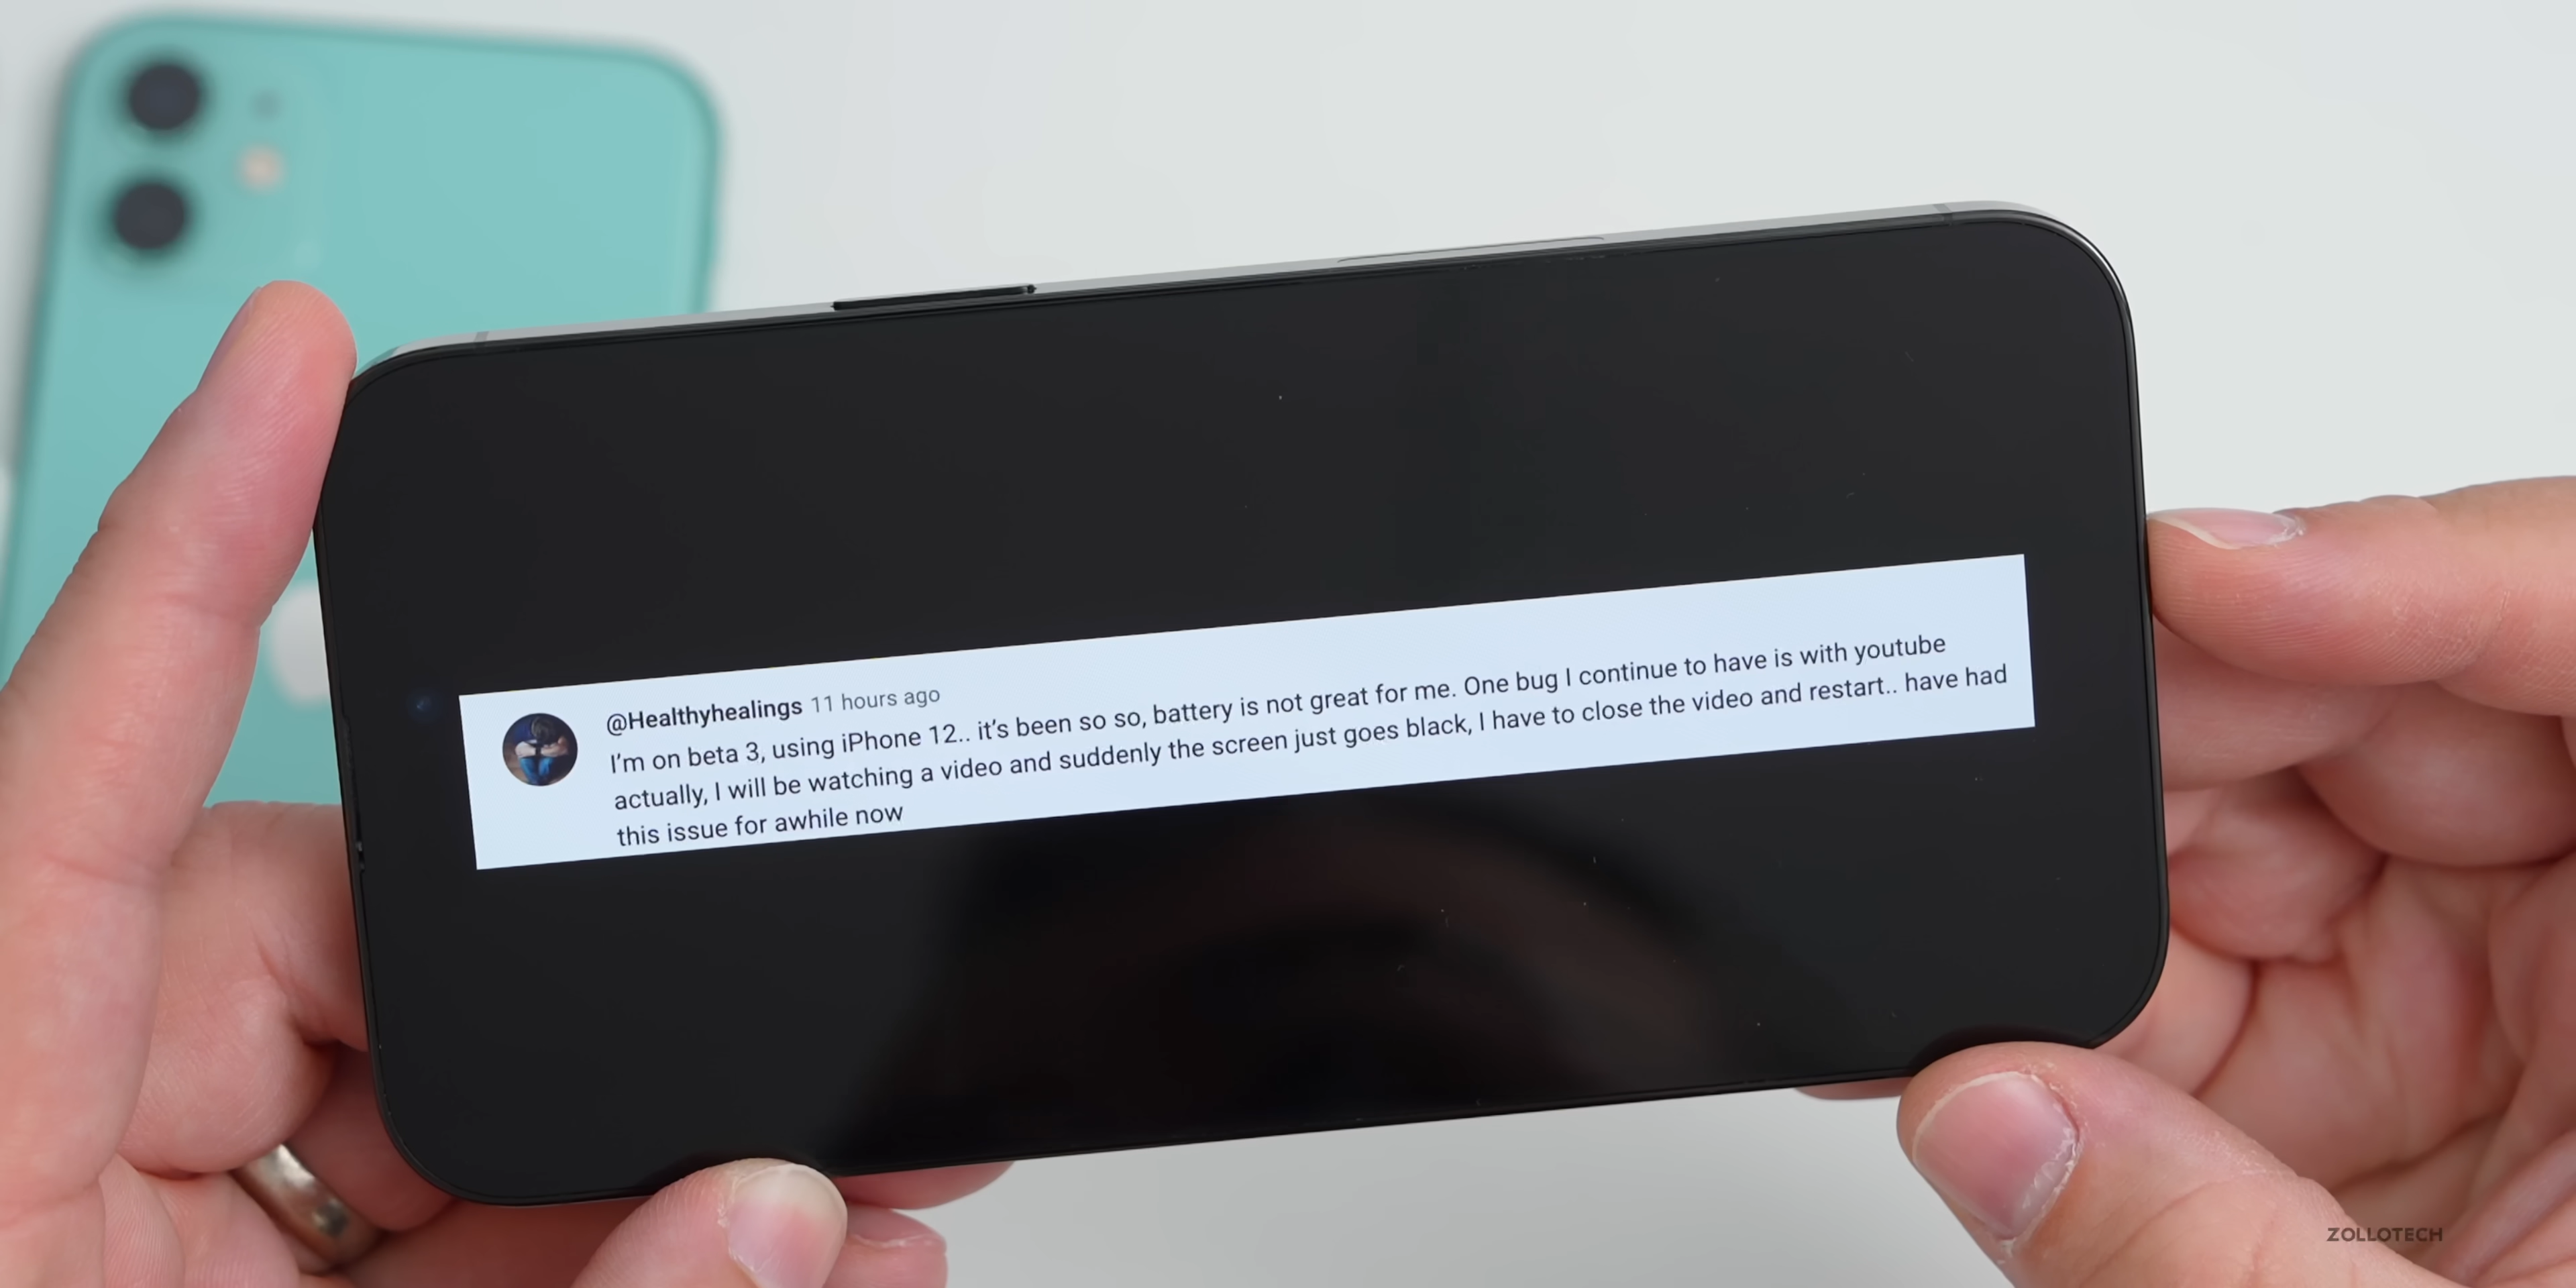 @Healthyhealings 11 hours ago
I'm on beta 3, using iPhone 12.. it's been so so, battery is not great for me. One bug I continue to have is with youtube
actually, I will be watching a video and suddenly the screen just goes black, I have to close the video and restart.. have had
this issue for awhile now
ZOLLOTECH